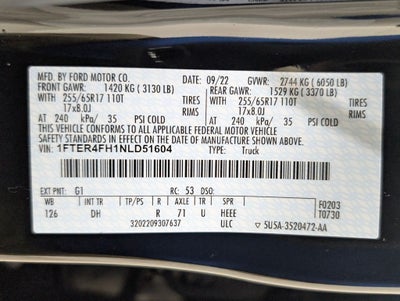 MFD. BY FORD MOTOR CO. DATE: 09/22 GVWR: 2744 KG ( 6050 LB)
FRONT GAWR: 1420 KG ( 3130 LB) REAR GAWR: 1529 KG ( 3370 LB)
WITH 255/65R17 110T TIRES WITH 255/65R17 110T TIRES
17x8.0J RIMS 17x8.0J RIMS
AT 240 kPa/ 35 PSI COLD AT 240 kPa/ 35 PSI COLD
THIS VEHICLE CONFORMS TO ALL APPLICABLE FEDERAL MOTOR VEHICLE
SAFETY STANDARDS IN EFFECT ON THE DATE OF MANUFACTURE SHOWN ABOVE.
VIN: 1FTER4FH1NLD51604 TYPE: Truck
EXT PNT: G1 RC: 53 DSO: F0203
WB INT TR TP/PS R AXLE TR SPR T0730
126 DH R 71 U HEEE
3202209307637 ULC 5U5A-3520472-AA